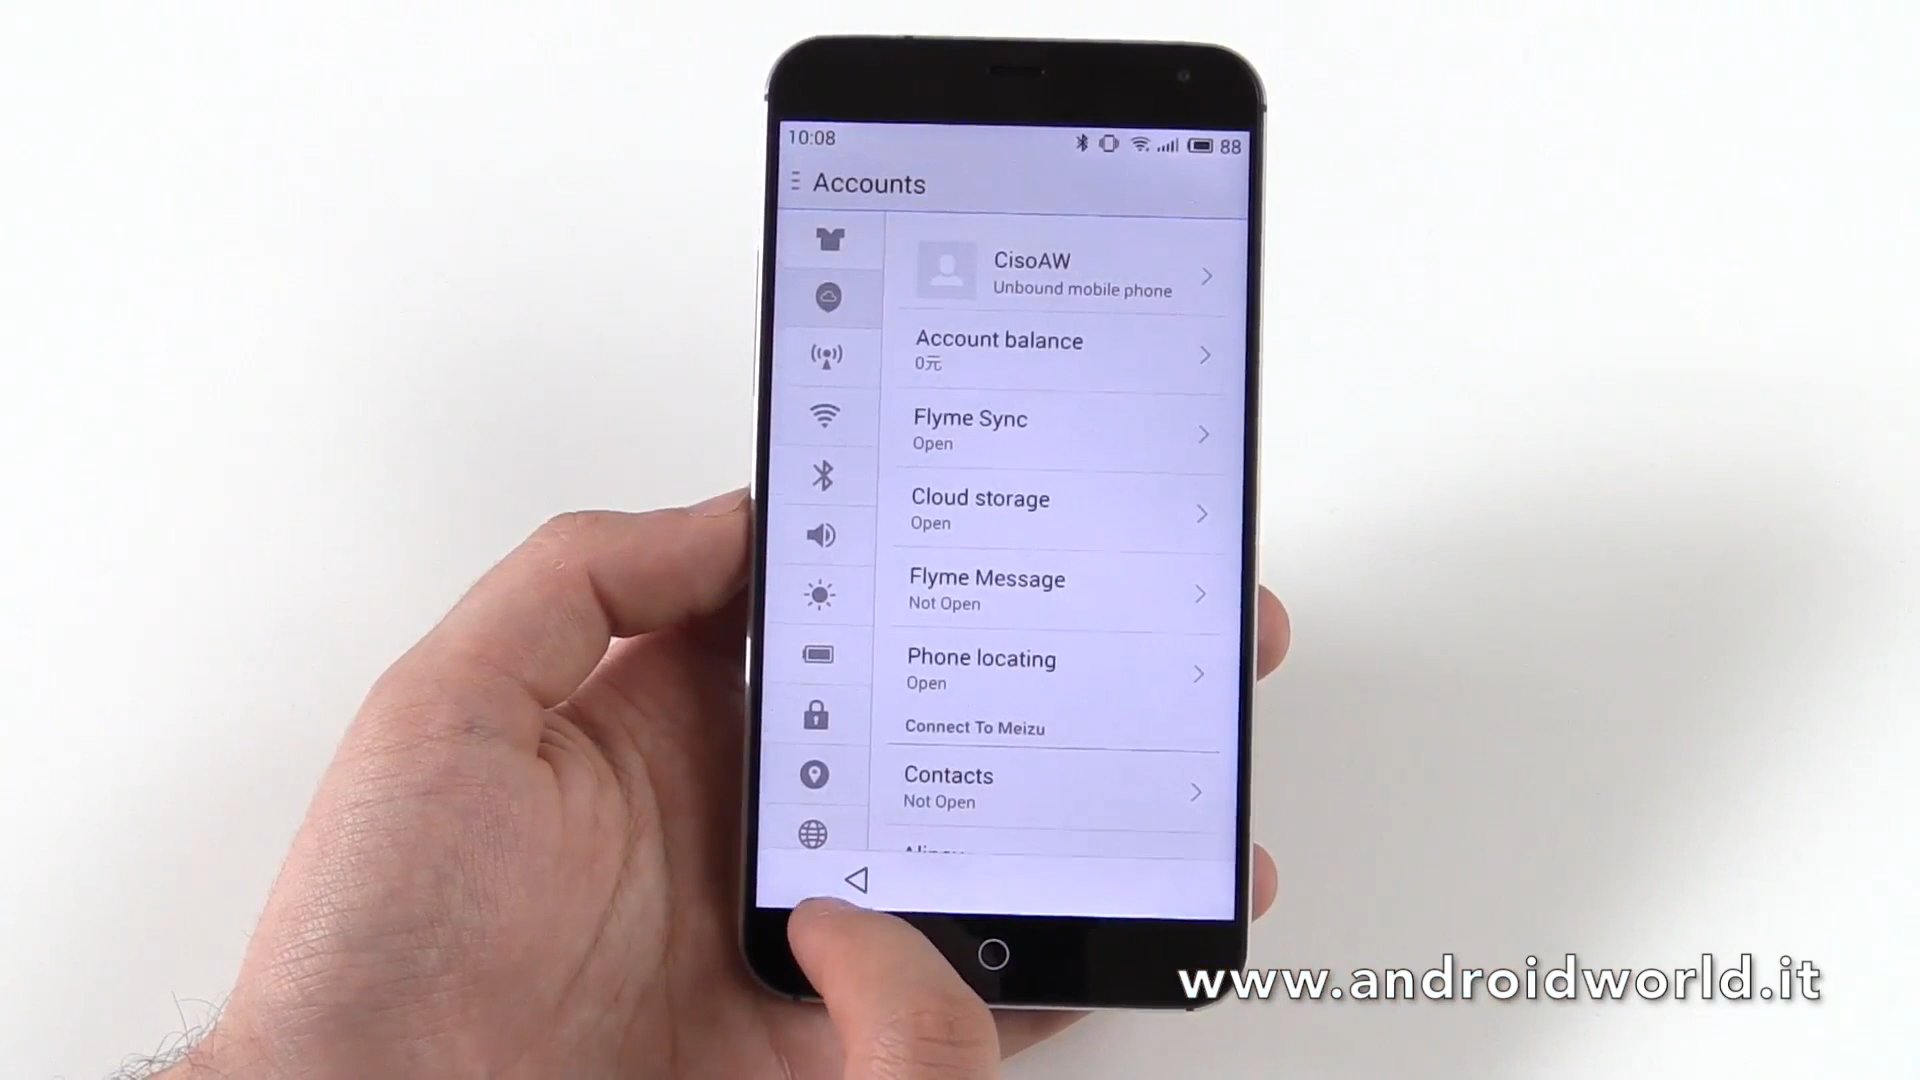 10:08
88
Accounts
CisoAW
Unbound mobile phone
Account balance
0元
Flyme Sync
Open
Cloud storage
Open
Flyme Message
Not Open
Phone locating
Open
Connect To Meizu
Contacts
Not Open
www.androidworld.it